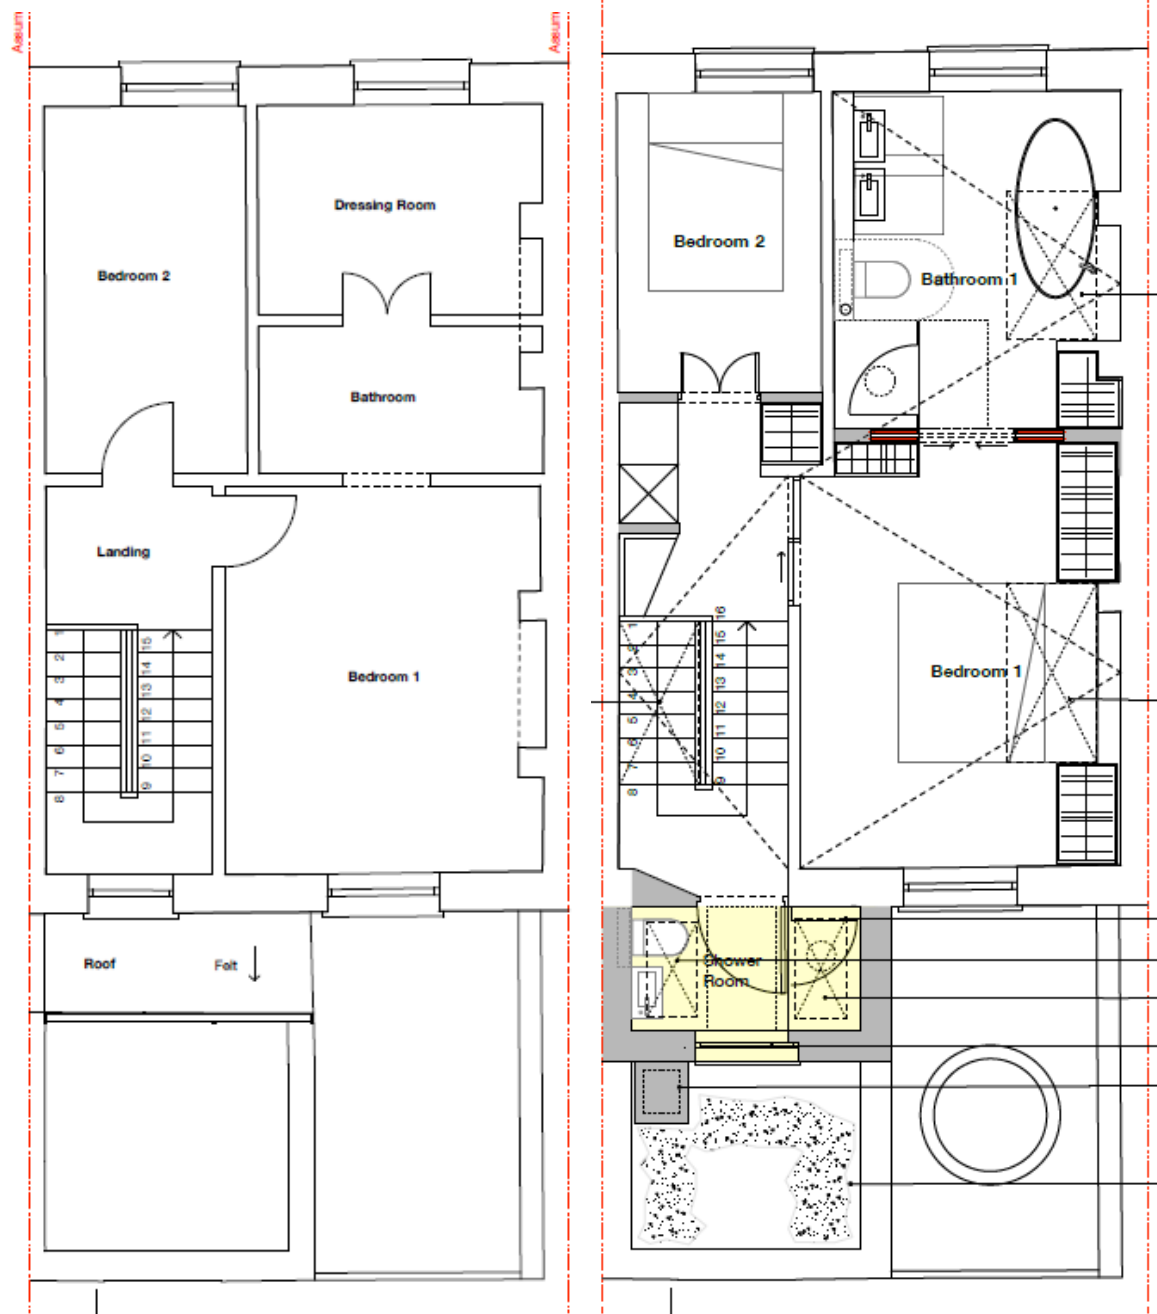 Assum
Assum
Dressing Room
Bedroom 2
Bathroom
Landing
Bedroom 1
1
2
3
4
5
6
7
8
15
14
13
12
11
10
9
Roof
Felt
Bedroom 2
Bathroom 1
Bedroom 1
1
2
3
4
5
6
7
8
16
15
14
13
12
11
10
9
Shower
Room